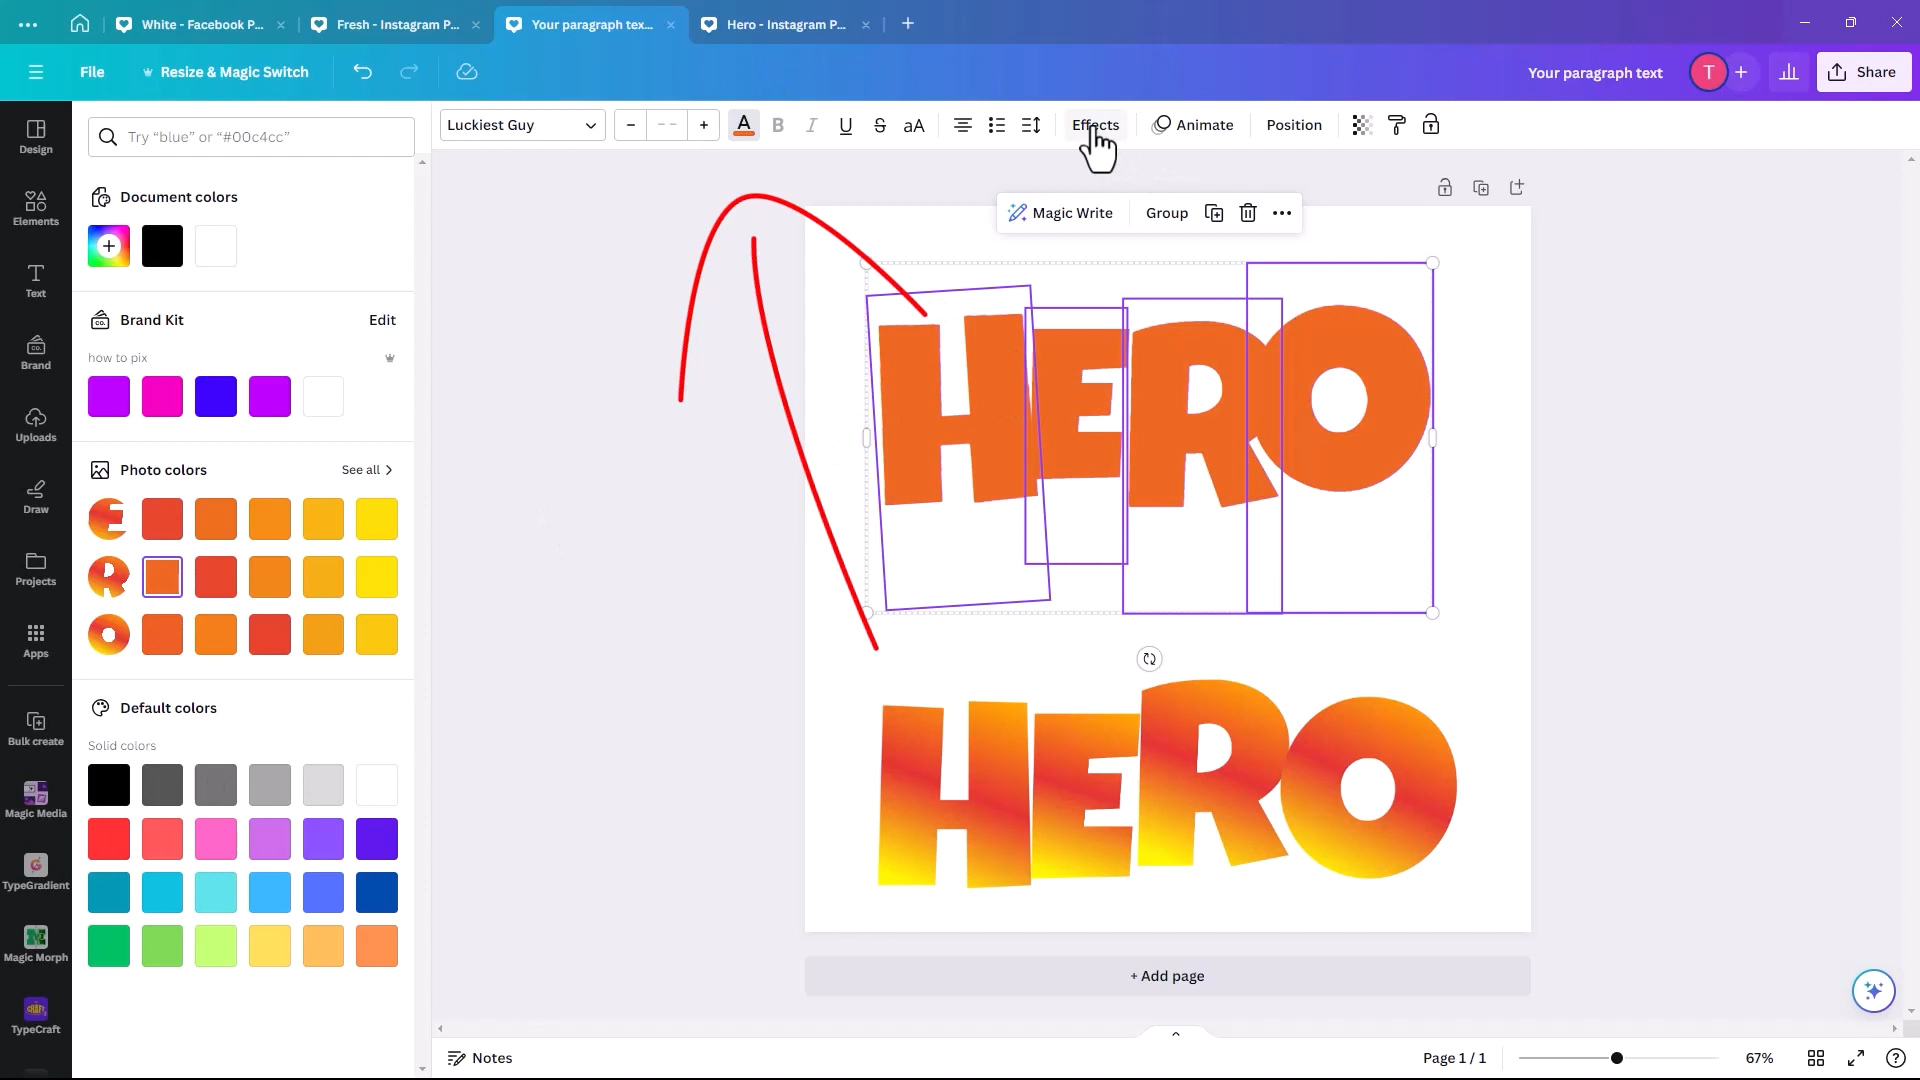 White - Facebook P...
Fresh - Instagram P...
Your paragraph tex...
Hero - Instagram P...
File
Resize & Magic Switch
Your paragraph text
T
Share
Design
Elements
Text
Brand
Uploads
Draw
Projects
Apps
Bulk create
Magic Media
TypeGradient
Magic Morph
TypeCraft
Try “blue” or “#00c4cc”
Document colors
Brand Kit
Edit
how to pix
Photo colors
See all
Default colors
Solid colors
Luckiest Guy
- -
A B I U S aA
Effects
Animate
Position
Magic Write
Group
HERO
HERO
+ Add page
Notes
Page 1 / 1
67%